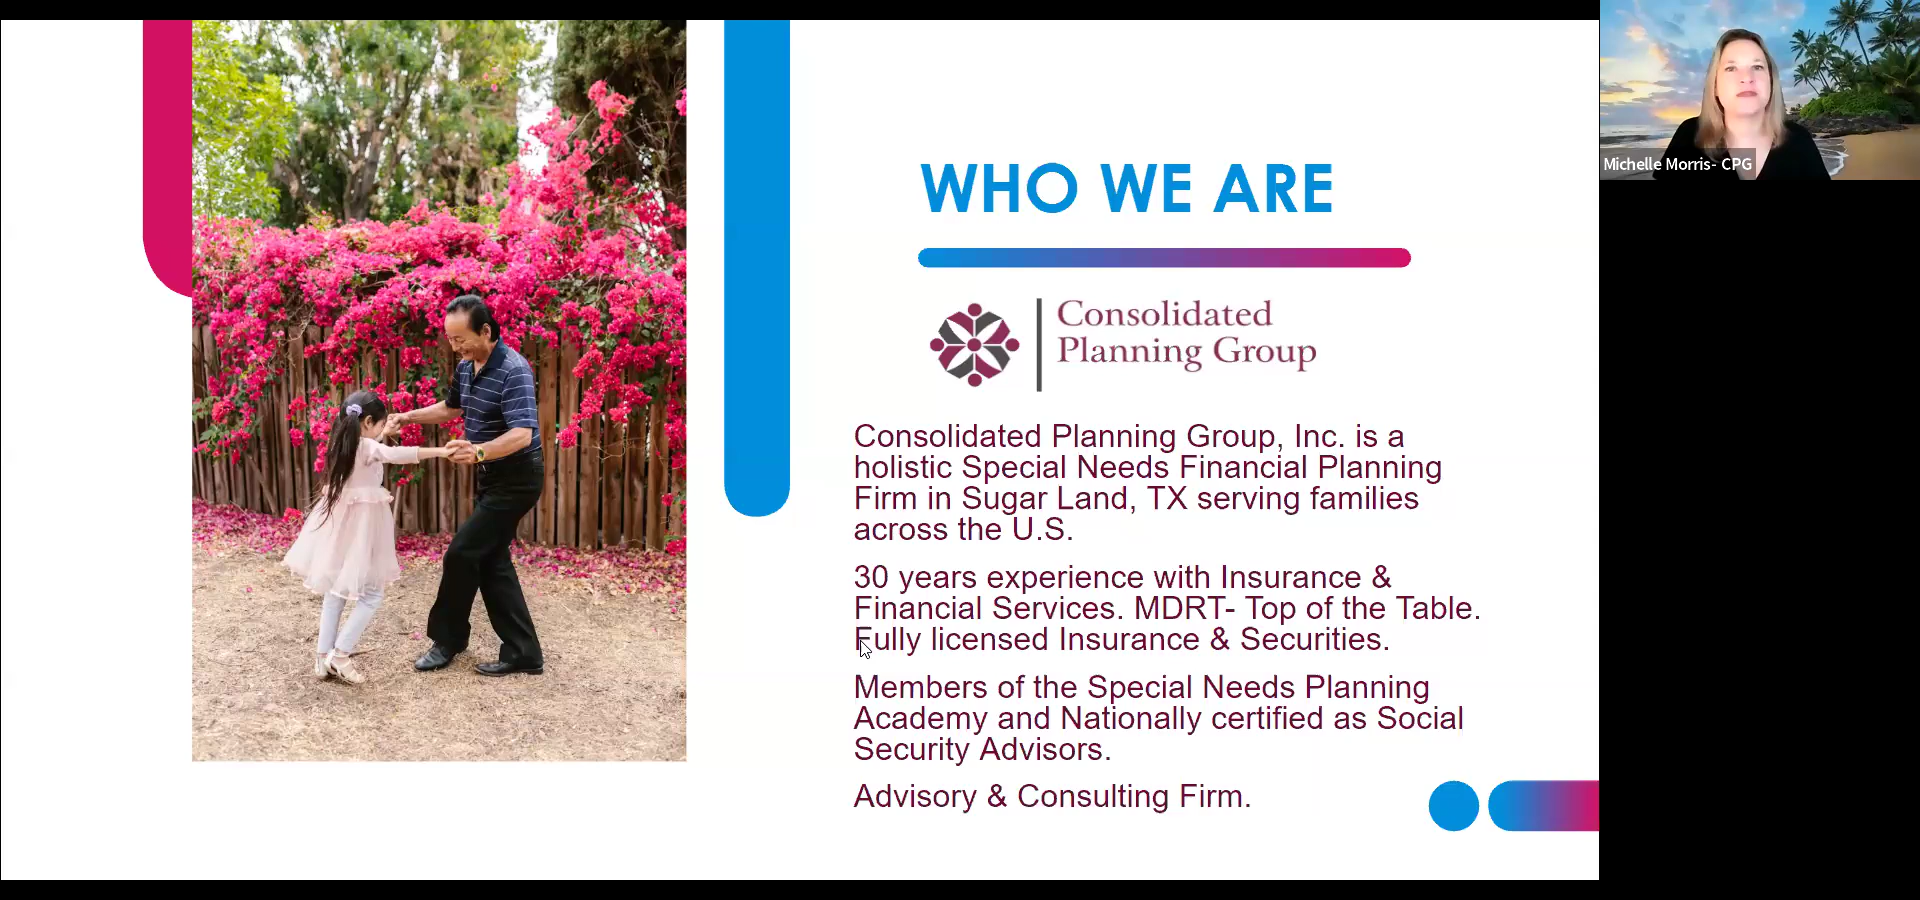 WHO WE ARE
Consolidated
Planning Group
Consolidated Planning Group, Inc. is a
holistic Special Needs Financial Planning
Firm in Sugar Land, TX serving families
across the U.S.
30 years experience with Insurance &
Financial Services. MDRT- Top of the Table.
Fully licensed Insurance & Securities.
Members of the Special Needs Planning
Academy and Nationally certified as Social
Security Advisors.
Advisory & Consulting Firm.
Michelle Morris- CPG